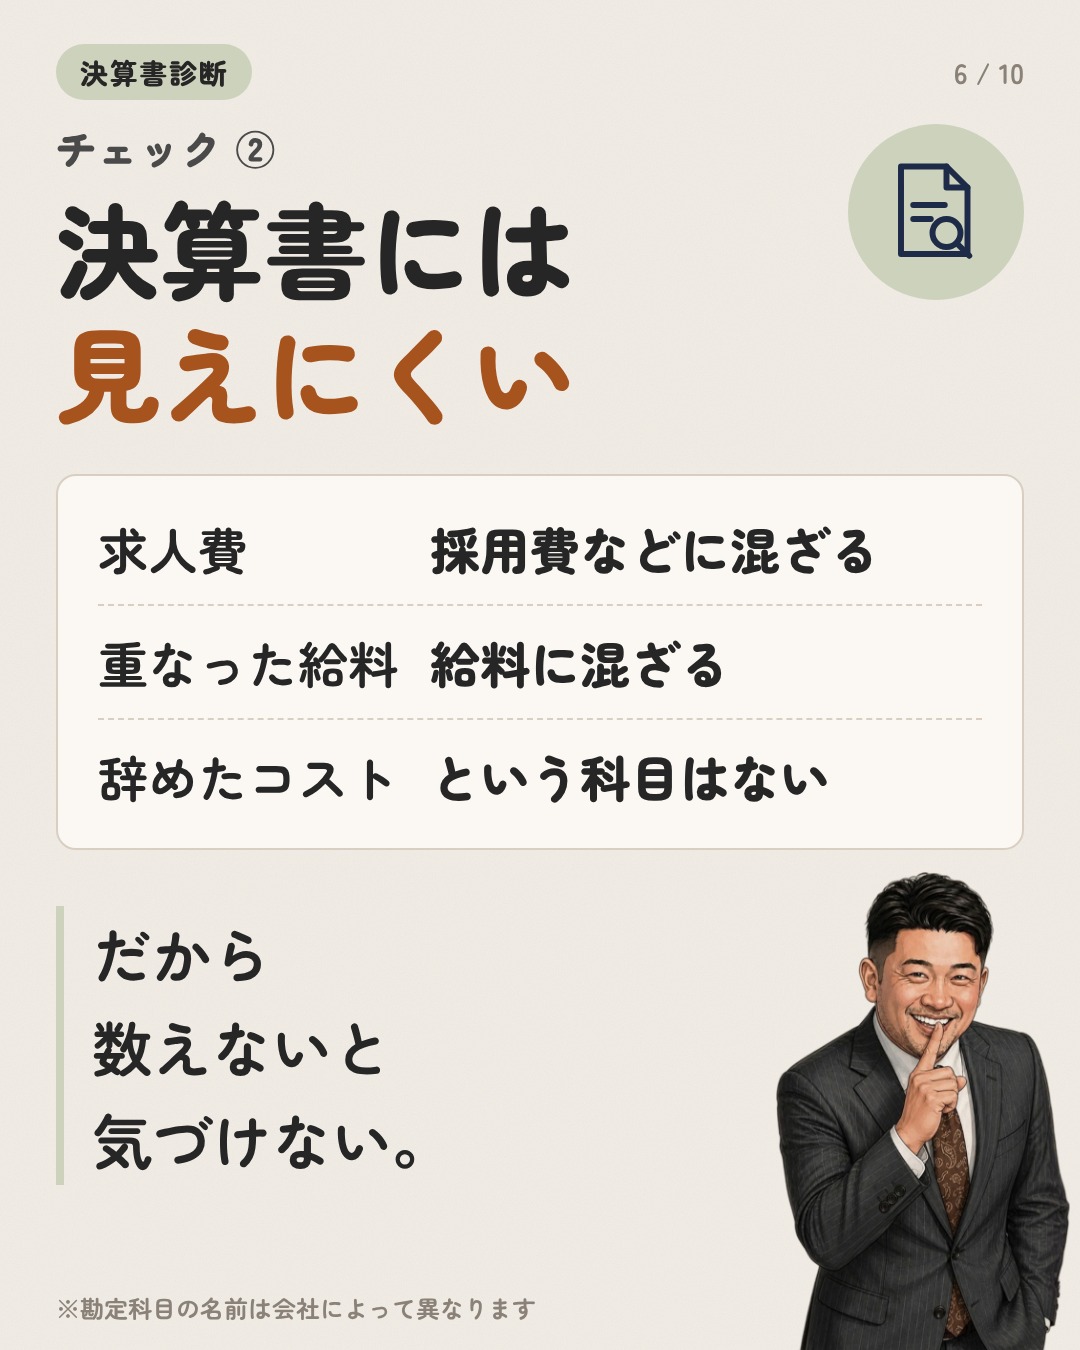 決算書診断
6 / 10
チェック ②
決算書には
見えにくい
求人費 採用費などに混ざる
重なった給料 給料に混ざる
辞めたコスト という科目はない
だから
数えないと
気づけない。
※勘定科目の名前は会社によって異なります